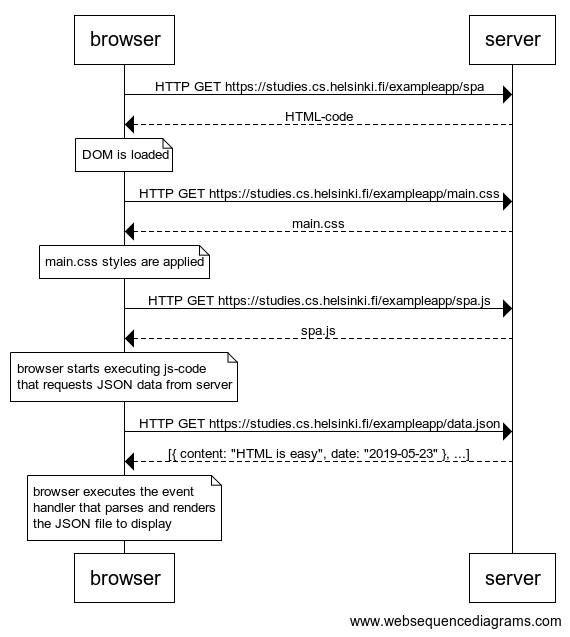 browser
server
HTTP GET https://studies.cs.helsinki.fi/exampleapp/spa
HTML-code
DOM is loaded
HTTP GET https://studies.cs.helsinki.fi/exampleapp/main.css
main.css
main.css styles are applied
HTTP GET https://studies.cs.helsinki.fi/exampleapp/spa.js
spa.js
browser starts executing js-code
that requests JSON data from server
HTTP GET https://studies.cs.helsinki.fi/exampleapp/data.json
[{ content: "HTML is easy", date: "2019-05-23" }, ...]
browser executes the event
handler that parses and renders
the JSON file to display
browser
server
www.websequencediagrams.com